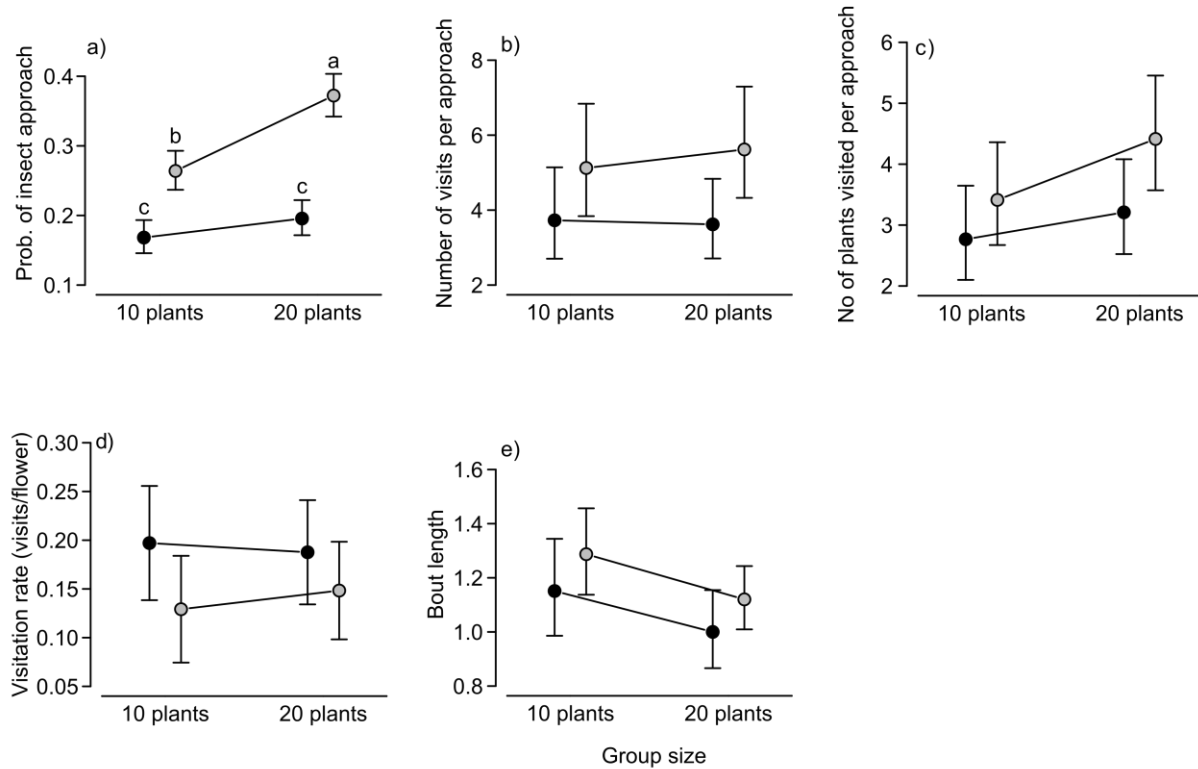 a)
Prob. of insect approach
0.4
0.3
0.2
0.1
a
b
c
c
10 plants
20 plants
b)
Number of visits per approach
8
6
4
2
10 plants
20 plants
c)
No of plants visited per approach
6
5
4
3
2
10 plants
20 plants
d)
Visitation rate (visits/flower)
0.30
0.25
0.20
0.15
0.10
0.05
10 plants
20 plants
e)
Bout length
1.6
1.4
1.2
1.0
0.8
10 plants
20 plants
Group size